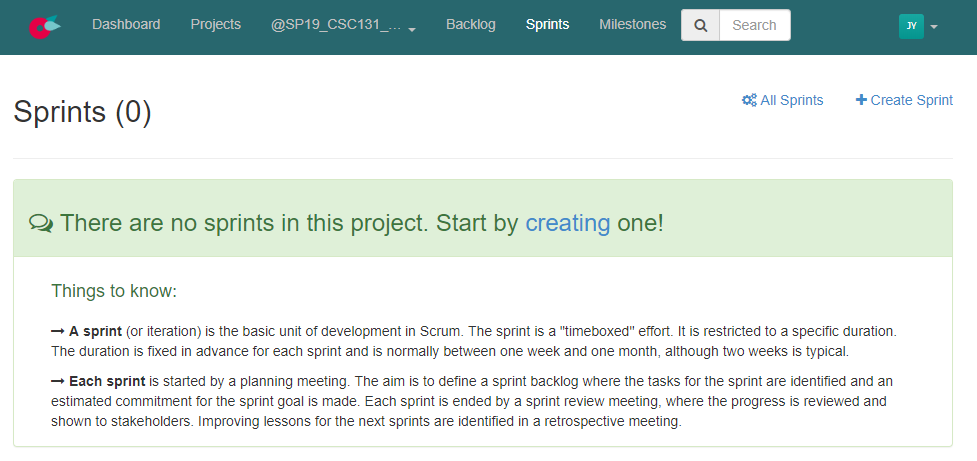 Dashboard Projects @SP19_CSC131_... Backlog Sprints Milestones Search JY
Sprints (0)
All Sprints Create Sprint
There are no sprints in this project. Start by creating one!
Things to know:
A sprint (or iteration) is the basic unit of development in Scrum. The sprint is a "timeboxed" effort. It is restricted to a specific duration.
The duration is fixed in advance for each sprint and is normally between one week and one month, although two weeks is typical.
Each sprint is started by a planning meeting. The aim is to define a sprint backlog where the tasks for the sprint are identified and an
estimated commitment for the sprint goal is made. Each sprint is ended by a sprint review meeting, where the progress is reviewed and
shown to stakeholders. Improving lessons for the next sprints are identified in a retrospective meeting.